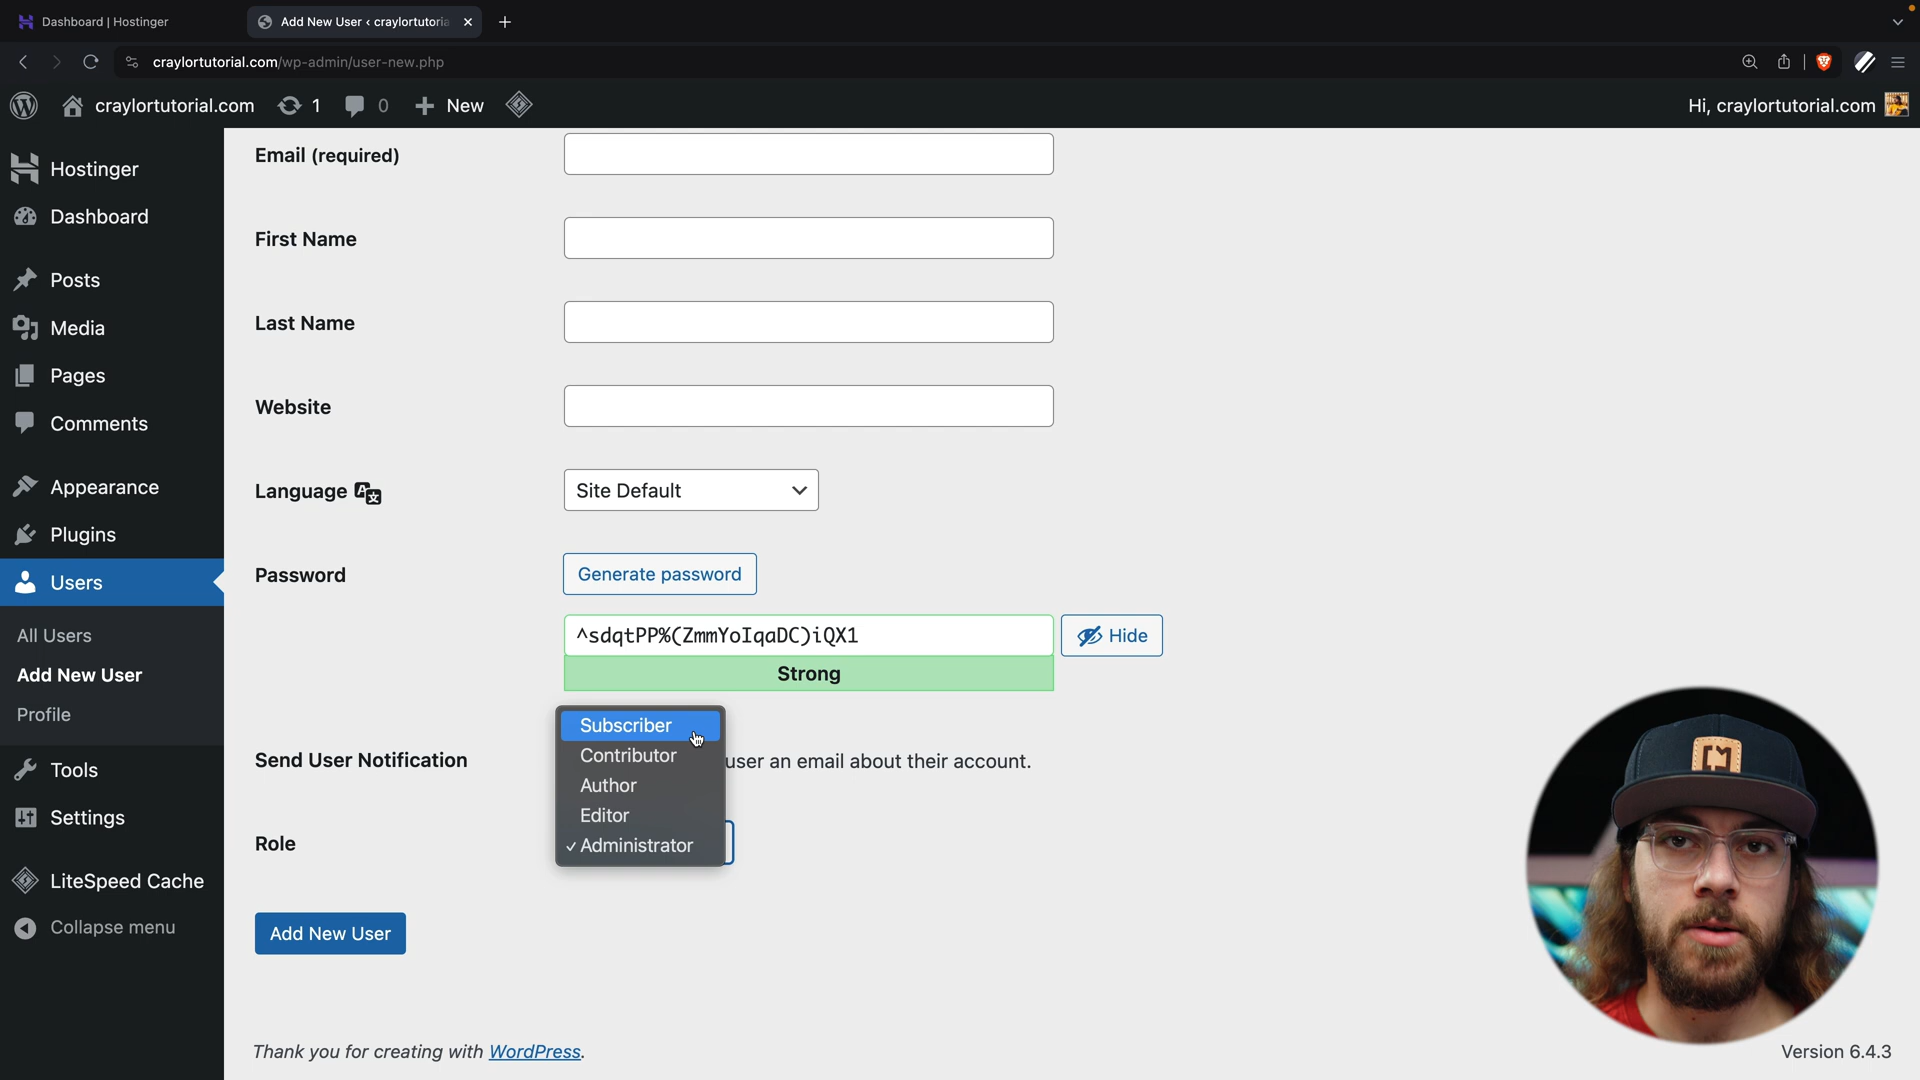 Dashboard | Hostinger
Add New User ‹ craylortutoria
craylortutorial.com/wp-admin/user-new.php
craylortutorial.com
1
0
New
Hi, craylortutorial.com
Hostinger
Dashboard
Posts
Media
Pages
Comments
Appearance
Plugins
Users
All Users
Add New User
Profile
Tools
Settings
LiteSpeed Cache
Collapse menu
Email (required)
First Name
Last Name
Website
Language
Site Default
Password
Generate password
^sdqtPP%(ZmmYoIqaDC)iQX1
Hide
Strong
Send User Notification
user an email about their account.
Role
Subscriber
Contributor
Author
Editor
✓ Administrator
Add New User
Thank you for creating with WordPress.
Version 6.4.3